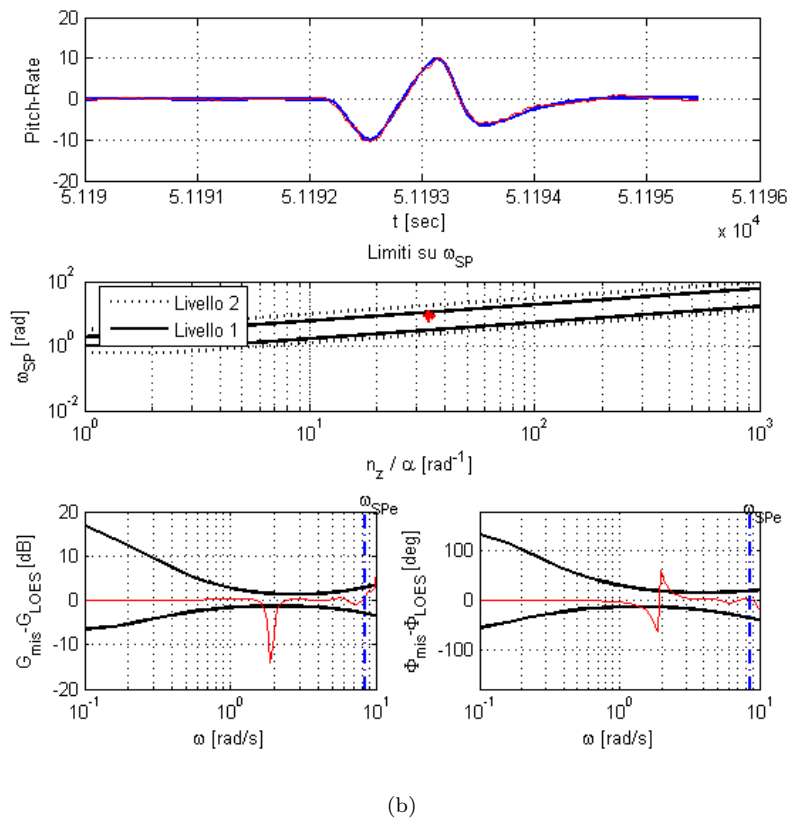 20
10
0
-10
-20
Pitch-Rate
5.119 5.1191 5.1192 5.1193 5.1194 5.1195 5.1196
t [sec]
x 10^4
Limiti su ω_SP
10^2
10^0
10^-2
ω_SP [rad]
Livello 2
Livello 1
10^0 10^1 10^2 10^3
n_z / α [rad^-1]
ω_SPe
20
10
0
-10
-20
G_mis-G_LOES [dB]
10^-1 10^0 10^1
ω [rad/s]
ω_SPe
100
0
-100
Φ_mis-Φ_LOES [deg]
10^-1 10^0 10^1
ω [rad/s]
(b)